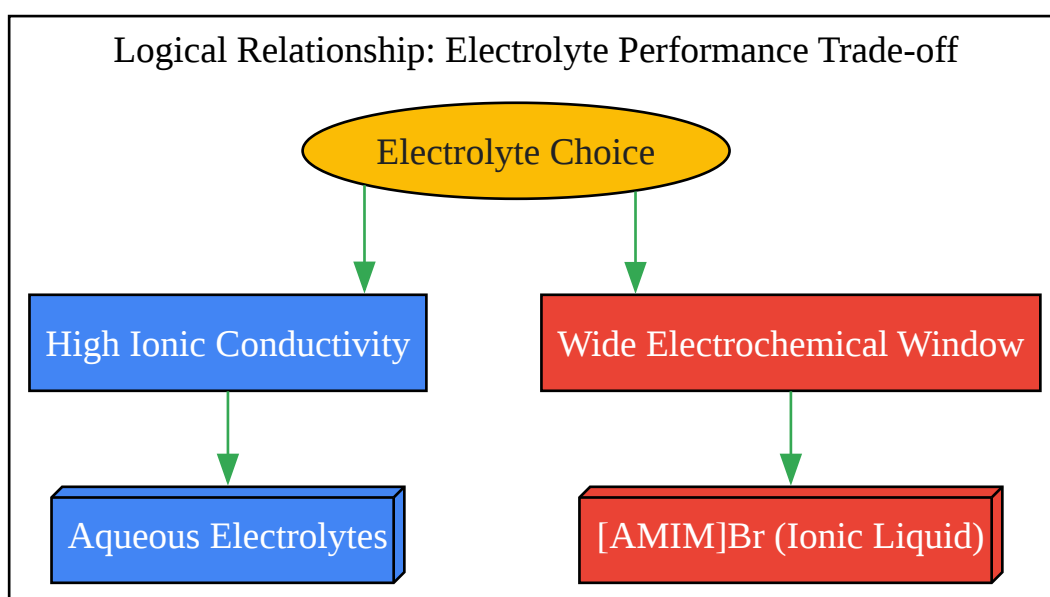 Logical Relationship: Electrolyte Performance Trade-off
Electrolyte Choice
High Ionic Conductivity
Wide Electrochemical Window
Aqueous Electrolytes
[AMIM]Br (Ionic Liquid)